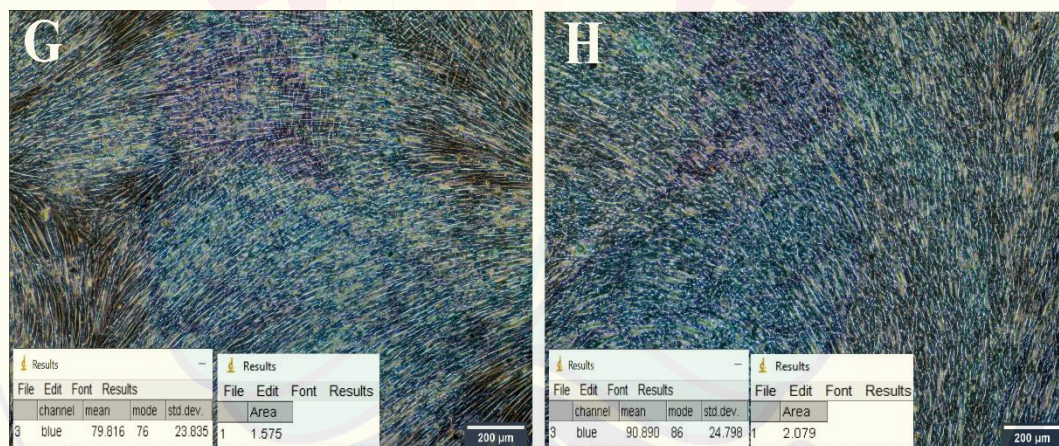 G
H
Results
File Edit Font Results
channel mean mode std.dev.
3 blue 79.816 76 23.835
Results
File Edit Font Results
Area
1 1.575
200 µm
Results
File Edit Font Results
channel mean mode std.dev.
3 blue 90.890 86 24.798
Results
File Edit Font Results
Area
1 2.079
200 µm